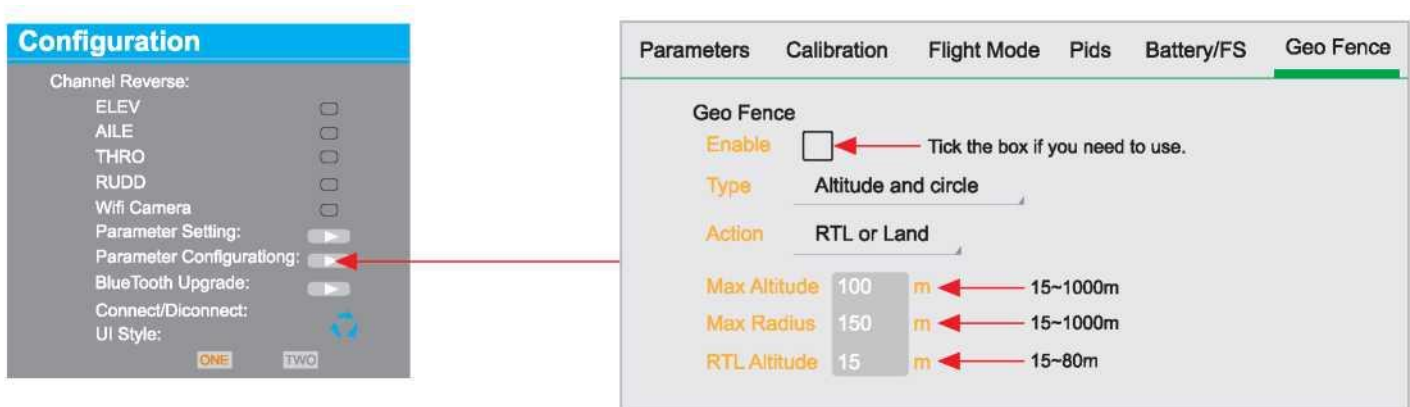 Configuration
Channel Reverse:
ELEV
AILE
THRO
RUDD
Wifi Camera
Parameter Setting:
Parameter Configurationg:
BlueTooth Upgrade:
Connect/Diconnect:
UI Style:
ONE TWO
Parameters Calibration Flight Mode Pids Battery/FS Geo Fence
Geo Fence
Enable Tick the box if you need to use.
Type Altitude and circle
Action RTL or Land
Max Altitude 100 m 15~1000m
Max Radius 150 m 15~1000m
RTL Altitude 15 m 15~80m